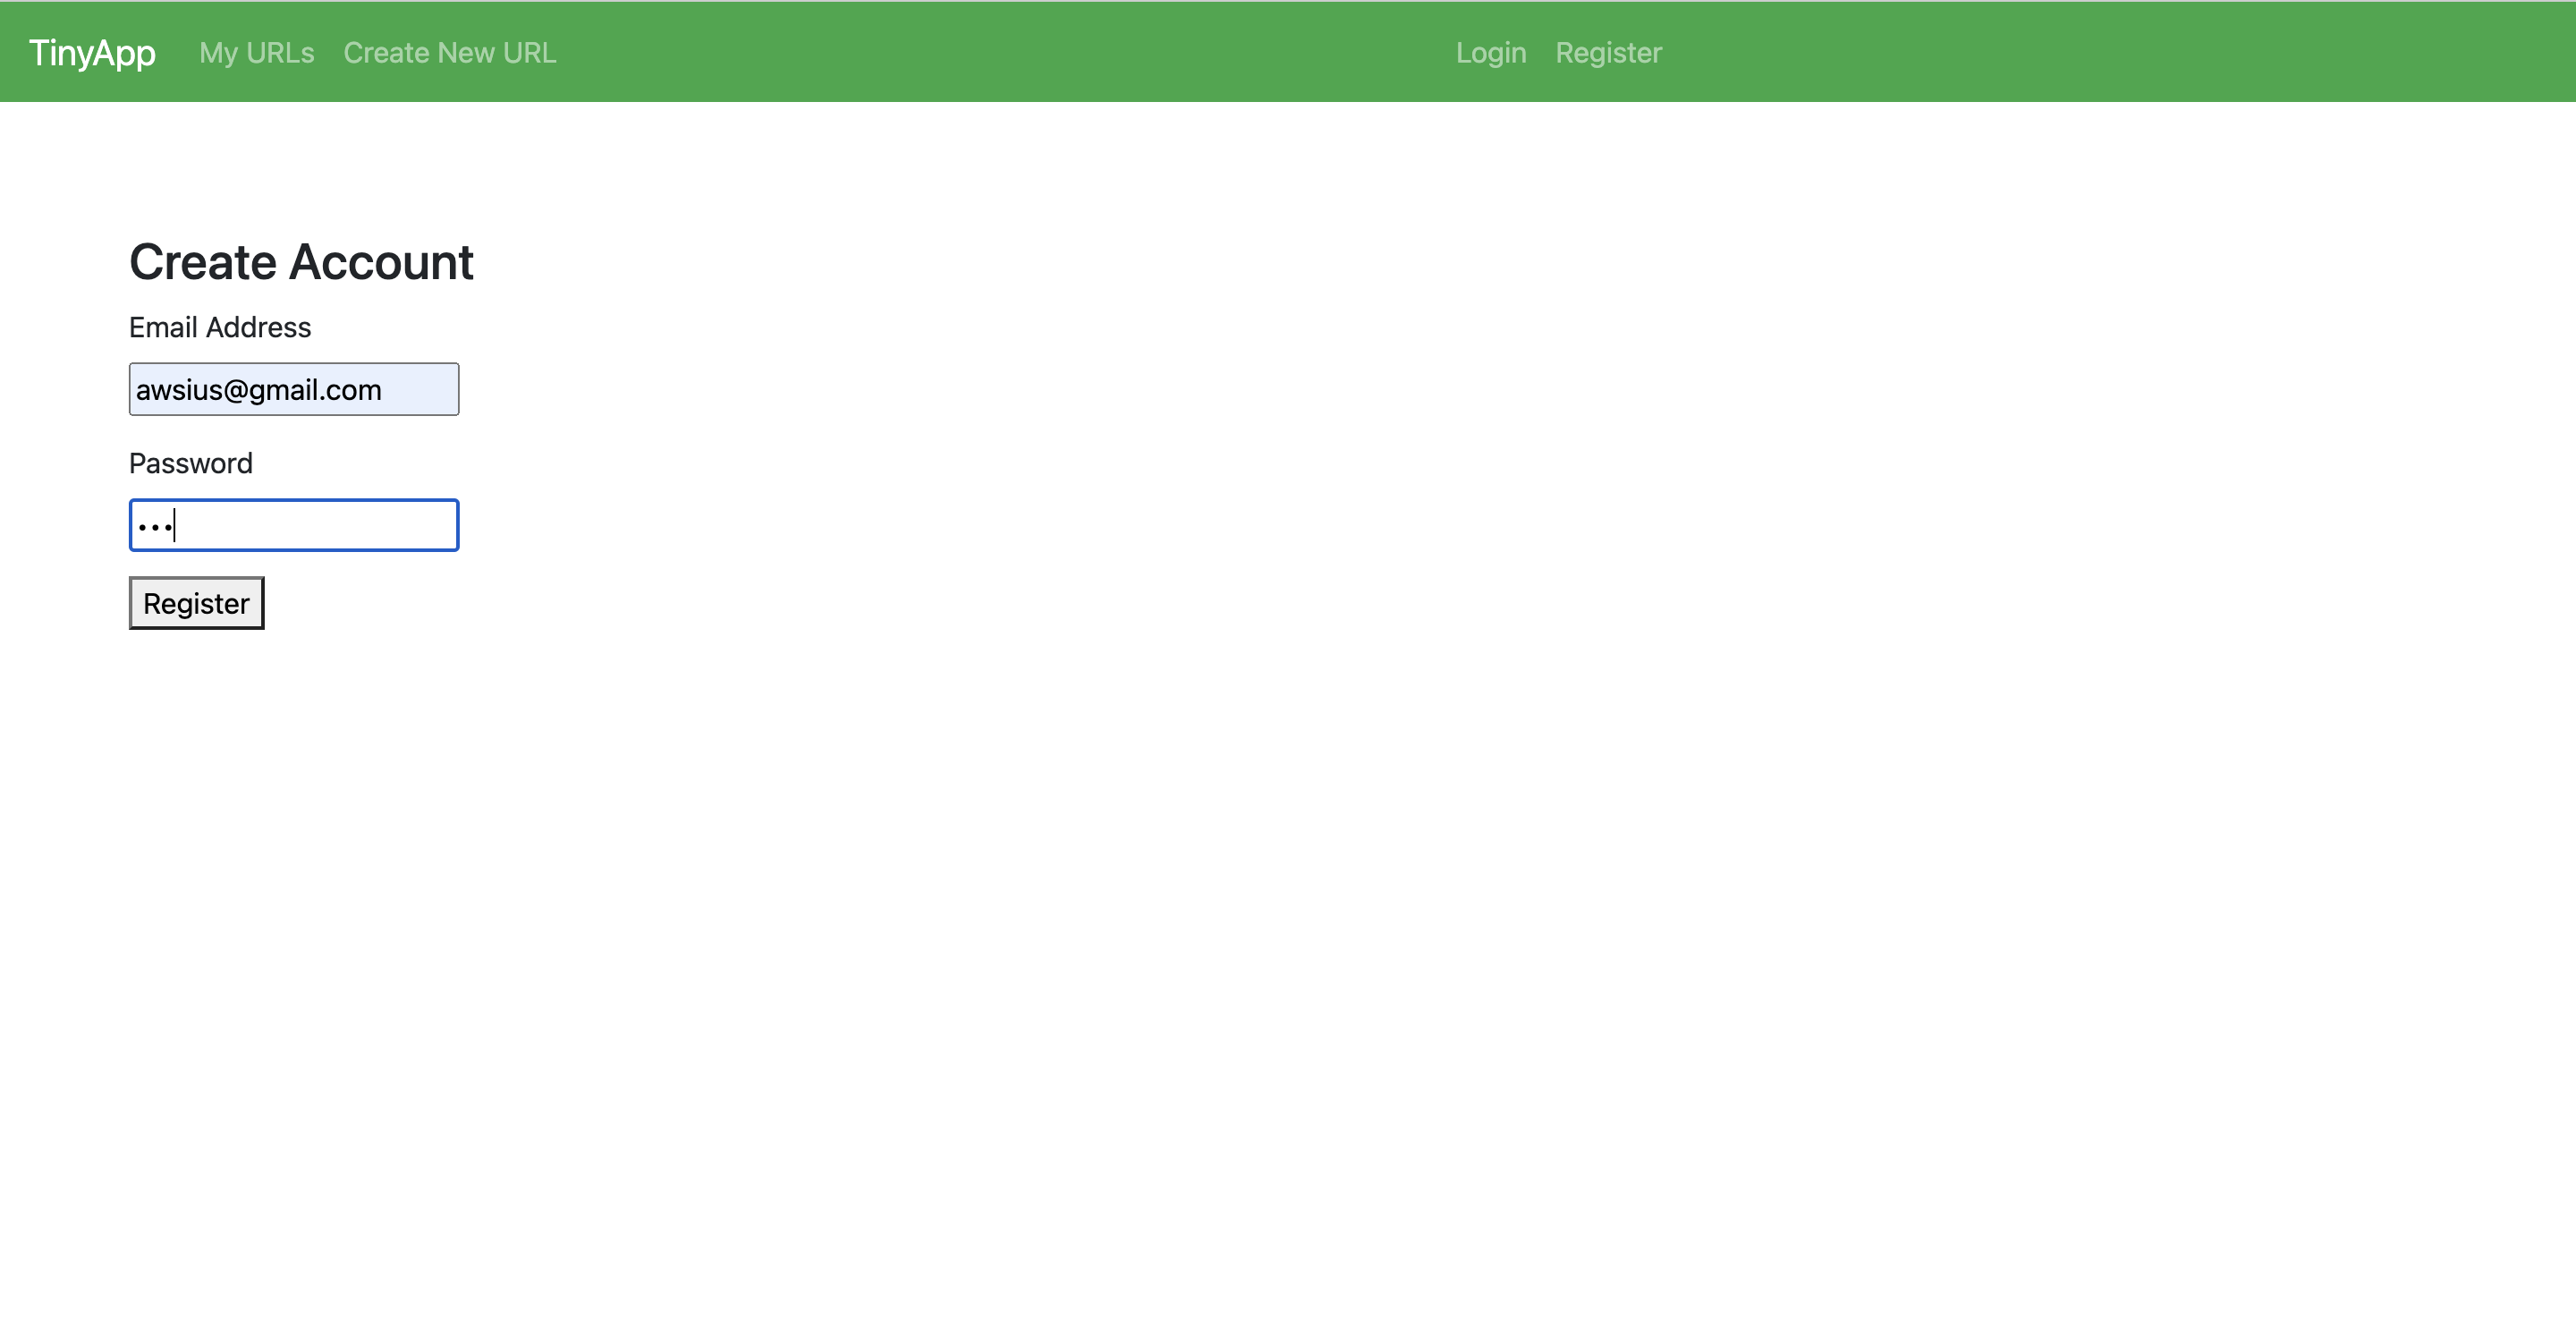 TinyApp My URLs Create New URL Login Register
Create Account
Email Address
awsius@gmail.com
Password
•••
Register